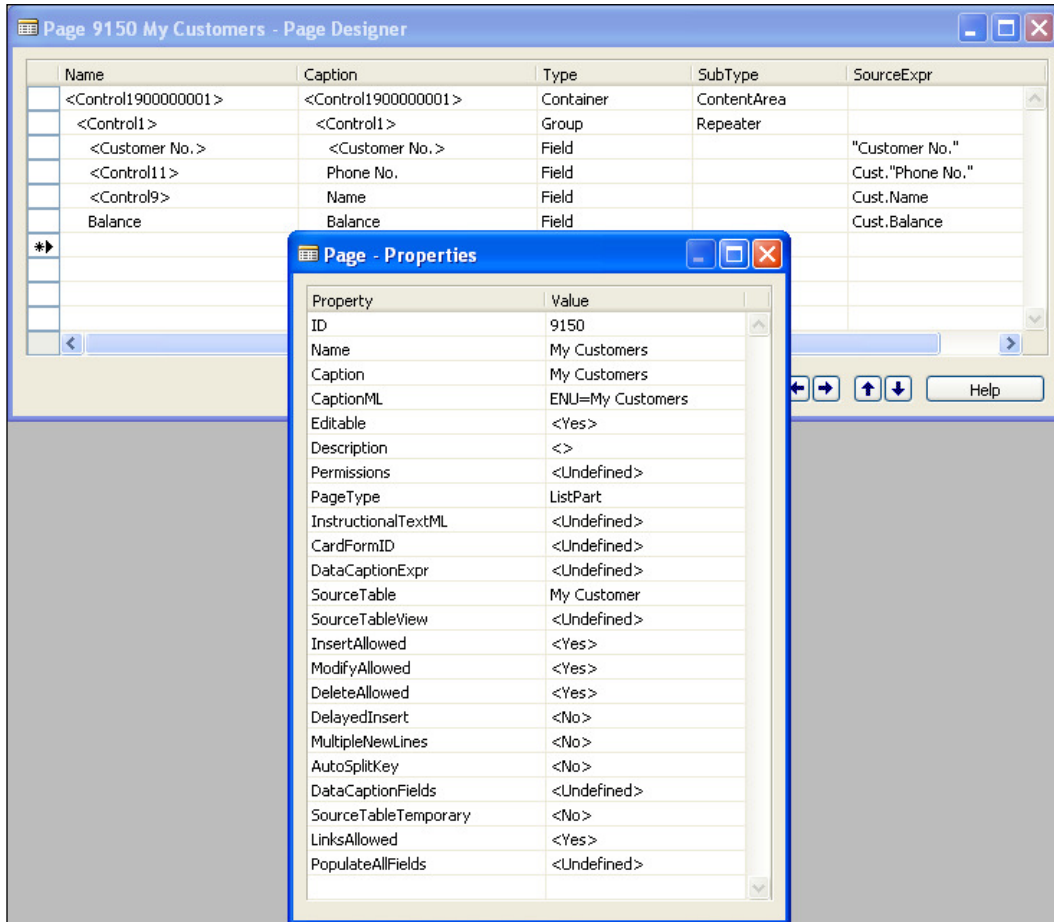 Page 9150 My Customers - Page Designer
Name Caption Type SubType SourceExpr
<Control1900000001> <Control1900000001> Container ContentArea
<Control1> <Control1> Group Repeater
<Customer No.> <Customer No.> Field "Customer No."
<Control11> Phone No. Field Cust."Phone No."
<Control9> Name Field Cust.Name
Balance Balance Field Cust.Balance
Help
Page - Properties
Property Value
ID 9150
Name My Customers
Caption My Customers
CaptionML ENU=My Customers
Editable <Yes>
Description <>
Permissions <Undefined>
PageType ListPart
InstructionalTextML <Undefined>
CardFormID <Undefined>
DataCaptionExpr <Undefined>
SourceTable My Customer
SourceTableView <Undefined>
InsertAllowed <Yes>
ModifyAllowed <Yes>
DeleteAllowed <Yes>
DelayedInsert <No>
MultipleNewLines <No>
AutoSplitKey <No>
DataCaptionFields <Undefined>
SourceTableTemporary <No>
LinksAllowed <Yes>
PopulateAllFields <Undefined>